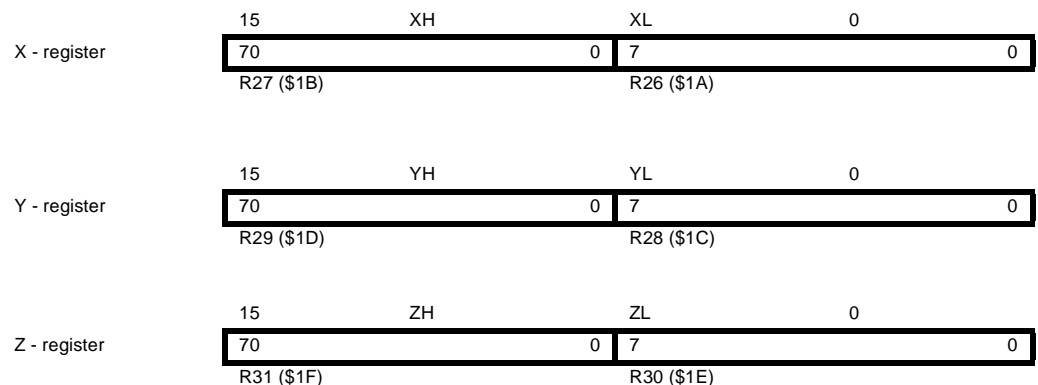 15 XH XL 0
X - register 70 0 7 0
R27 ($1B) R26 ($1A)
15 YH YL 0
Y - register 70 0 7 0
R29 ($1D) R28 ($1C)
15 ZH ZL 0
Z - register 70 0 7 0
R31 ($1F) R30 ($1E)